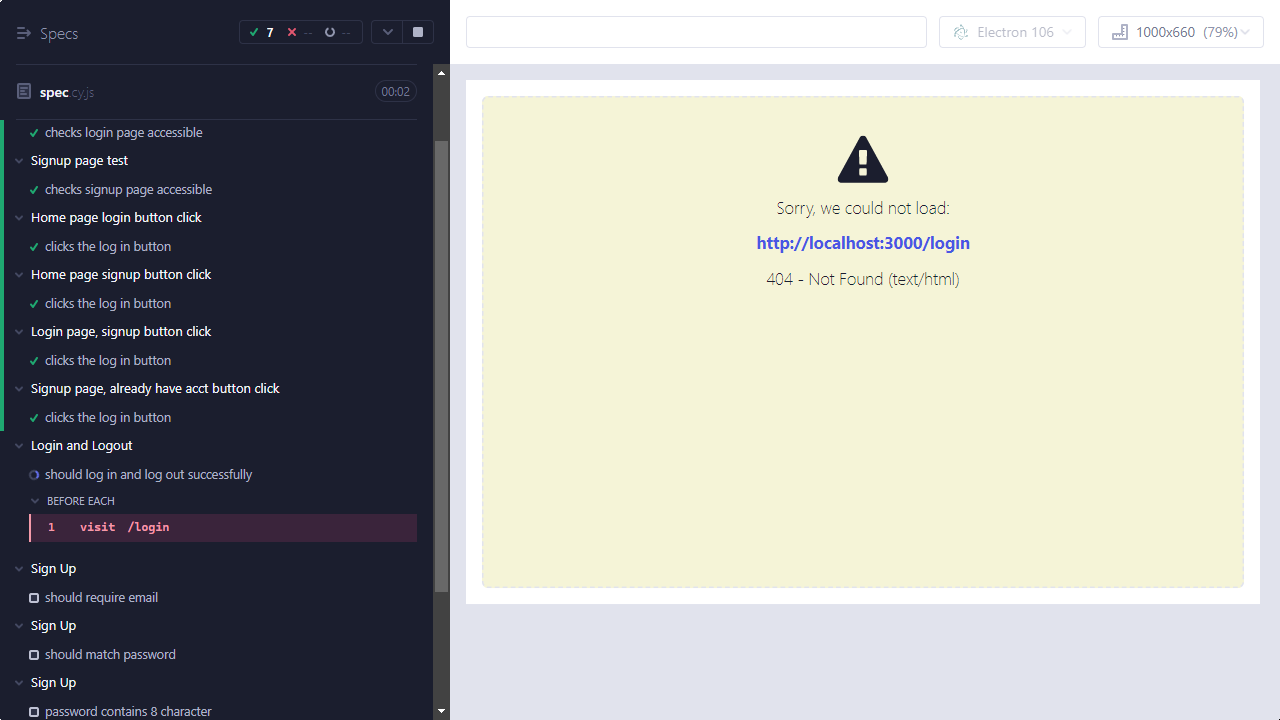 Specs
7 -- --
spec.cy.js
00:02
checks login page accessible
Signup page test
checks signup page accessible
Home page login button click
clicks the log in button
Home page signup button click
clicks the log in button
Login page, signup button click
clicks the log in button
Signup page, already have acct button click
clicks the log in button
Login and Logout
should log in and log out successfully
BEFORE EACH
1 visit /login
Sign Up
should require email
Sign Up
should match password
Sign Up
password contains 8 character
Electron 106
1000x660 (79%)
Sorry, we could not load:
http://localhost:3000/login
404 - Not Found (text/html)